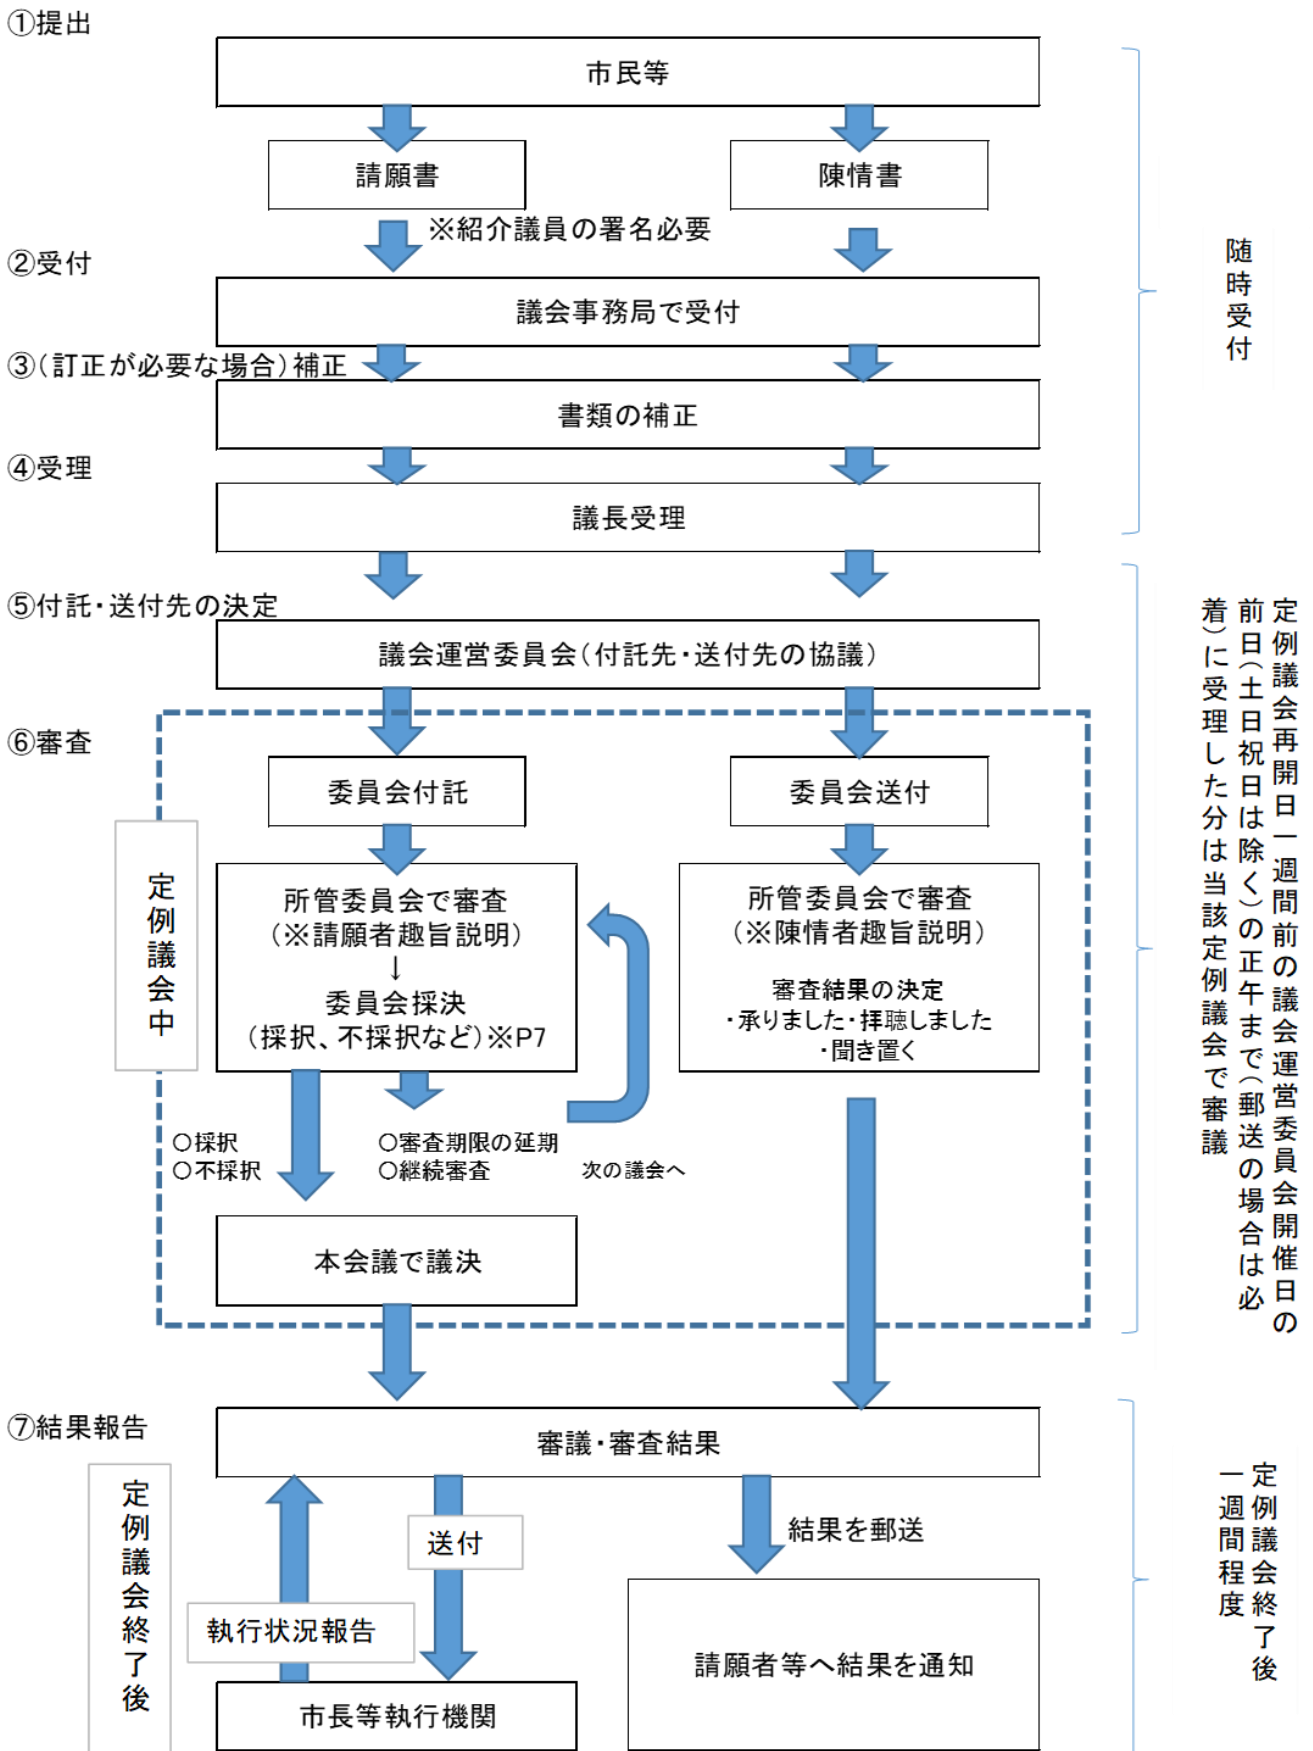 ①提出
市民等
請願書
陳情書
※紹介議員の署名必要
②受付
議会事務局で受付
③(訂正が必要な場合)補正
書類の補正
④受理
議長受理
随時受付
⑤付託・送付先の決定
議会運営委員会(付託先・送付先の協議)
⑥審査
定例議会中
委員会付託
委員会送付
所管委員会で審査
(※請願者趣旨説明)
↓
委員会採決
(採択、不採択など)※P7
所管委員会で審査
(※陳情者趣旨説明)
審査結果の決定
・承りました・拝聴しました
・聞き置く
○採択
○不採択
○審査期限の延期
○継続審査
次の議会へ
本会議で議決
定例議会再開日一週間前の議会運営委員会開催日の
前日(土日祝日は除く)の正午まで(郵送の場合は必
着)に受理した分は当該定例議会で審議
⑦結果報告
定例議会終了後
審議・審査結果
送付
結果を郵送
執行状況報告
請願者等へ結果を通知
市長等執行機関
定例議会終了後
一週間程度